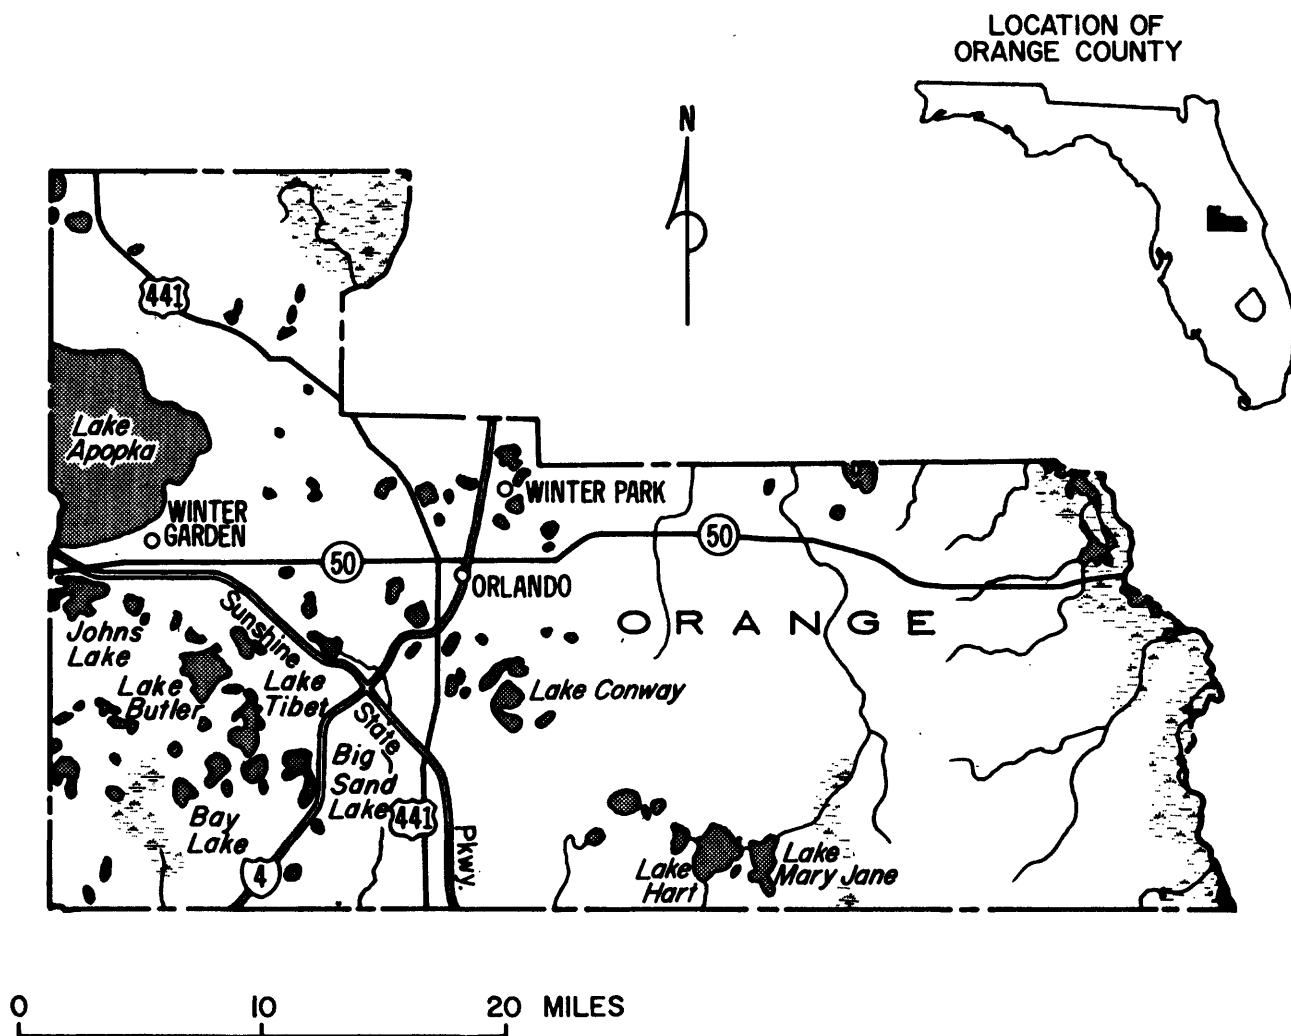 LOCATION OF
ORANGE COUNTY
N
441
Lake
Apopka
WINTER PARK
WINTER
GARDEN
50
50
ORLANDO
ORANGE
Sunshine
State
Pkwy.
Johns
Lake
Lake
Butler
Lake
Tibet
Lake Conway
Big
Sand
Lake
Bay
Lake
441
4
Lake
Hart
Lake
Mary Jane
0 10 20 MILES